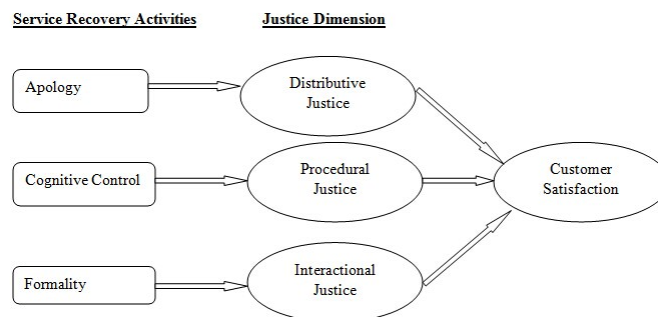 Service Recovery Activities
Justice Dimension
Apology
Distributive
Justice
Cognitive Control
Procedural
Justice
Customer
Satisfaction
Formality
Interactional
Justice